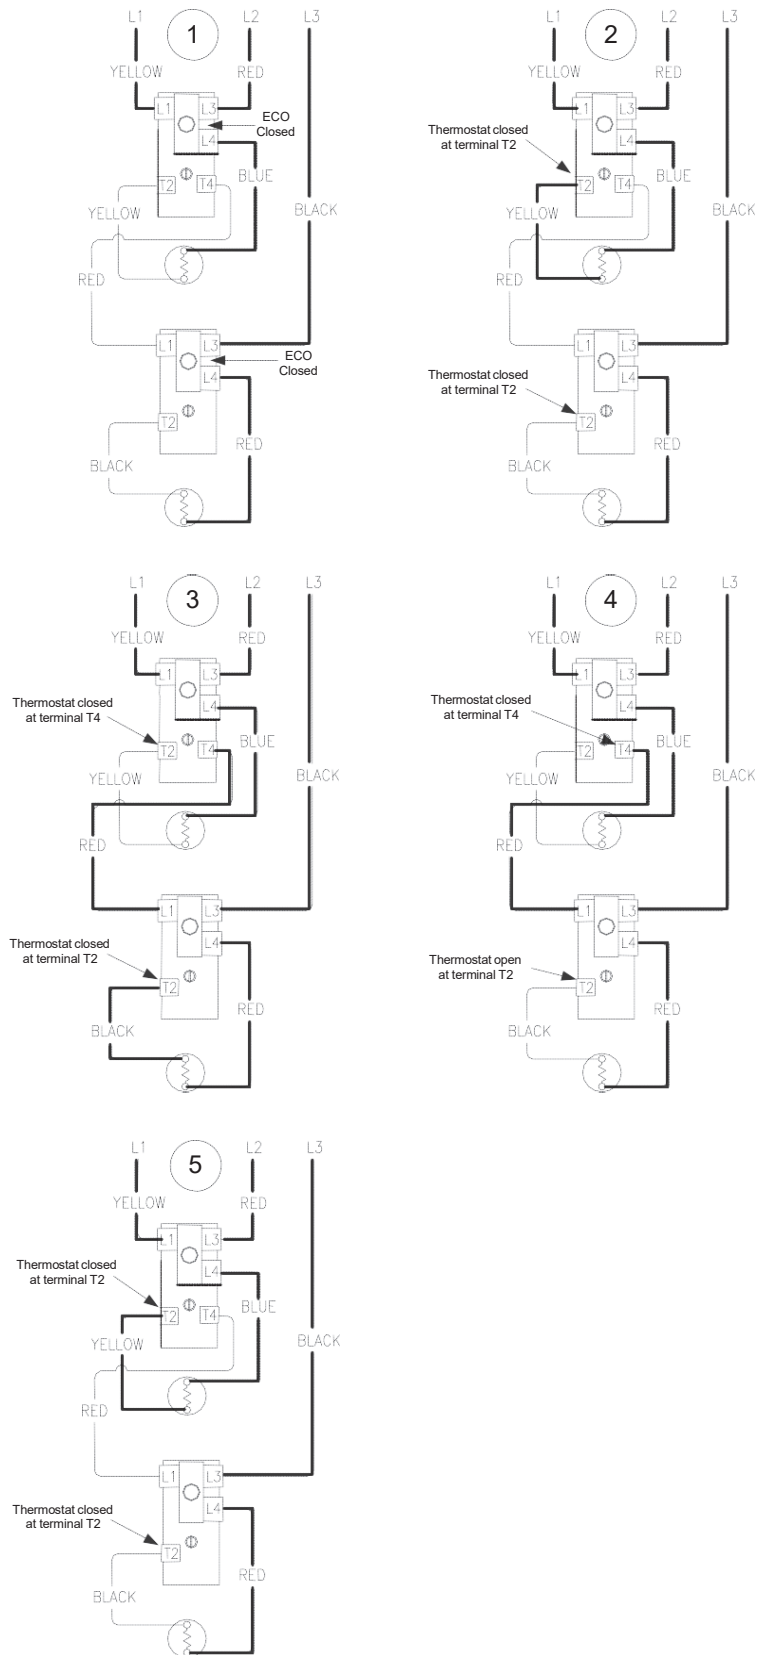 L1
1
L2
L3
YELLOW
RED
L1
L3
ECO
Closed
L4
T2
T4
BLUE
YELLOW
BLACK
RED
L1
L3
ECO
Closed
L4
T2
RED
BLACK
L1
2
L2
L3
YELLOW
RED
L1
L3
Thermostat closed
at terminal T2
L4
T2
T4
BLUE
YELLOW
BLACK
RED
L1
L3
Thermostat closed
at terminal T2
L4
T2
RED
BLACK
L1
3
L2
L3
YELLOW
RED
L1
L3
Thermostat closed
at terminal T4
L4
T2
T4
BLUE
YELLOW
BLACK
RED
L1
L3
Thermostat closed
at terminal T2
L4
T2
RED
BLACK
L1
4
L2
L3
YELLOW
RED
L1
L3
Thermostat closed
at terminal T4
L4
T2
T4
BLUE
YELLOW
BLACK
RED
L1
L3
L4
Thermostat open
at terminal T2
T2
RED
BLACK
L1
5
L2
L3
YELLOW
RED
L1
L3
Thermostat closed
at terminal T2
L4
T2
T4
BLUE
YELLOW
BLACK
RED
L1
L3
L4
Thermostat closed
at terminal T2
T2
RED
BLACK